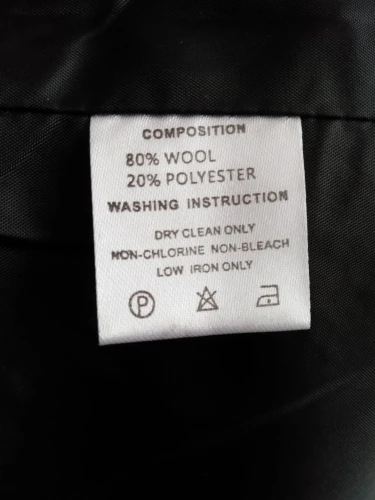 COMPOSITION
80% WOOL
20% POLYESTER
WASHING INSTRUCTION
DRY CLEAN ONLY
NON-CHLORINE NON-BLEACH
LOW IRON ONLY
P